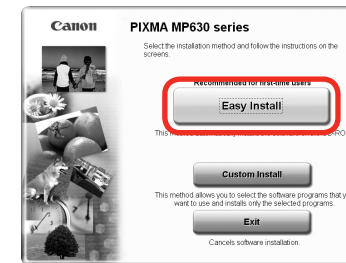 Canon
PIXMA MP630 series
Select the installation method and follow the instructions on the
screens.
Recommended for first-time users
Easy Install
This
Custom Install
This method allows you to select the software programs that y
want to use and installs only the selected programs.
Exit
Cancels software installation.